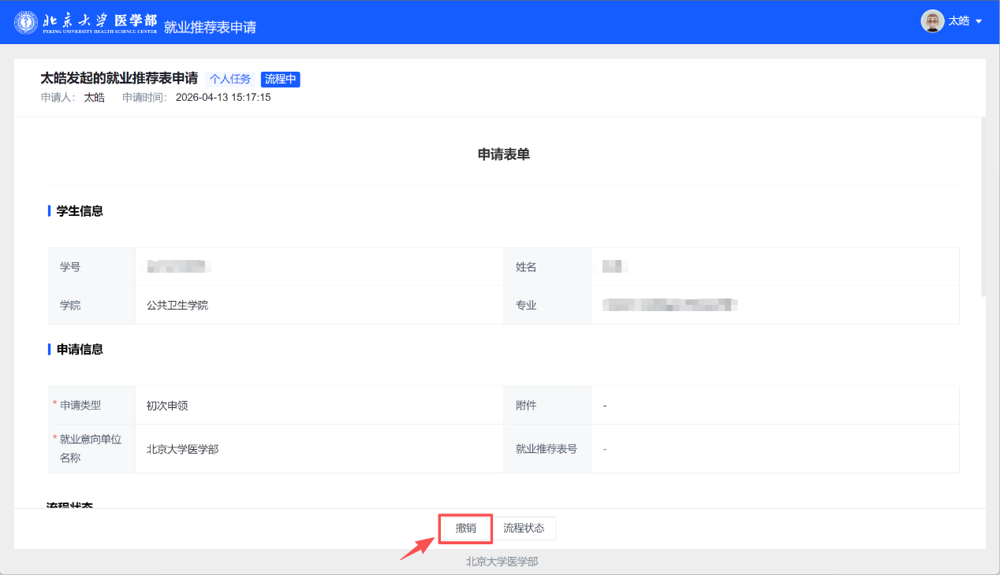 北京大学 医学部 就业推荐表申请
PEKING UNIVERSITY HEALTH SCIENCE CENTER
太皓
太皓发起的就业推荐表申请 个人任务 流程中
申请人： 太皓 申请时间： 2026-04-13 15:17:15
申请表单
学生信息
学号 姓名
学院 公共卫生学院 专业
申请信息
* 申请类型 初次申领 附件 -
* 就业意向单位名称 北京大学医学部 就业推荐表号 -
流程状态
撤销 流程状态
北京大学医学部